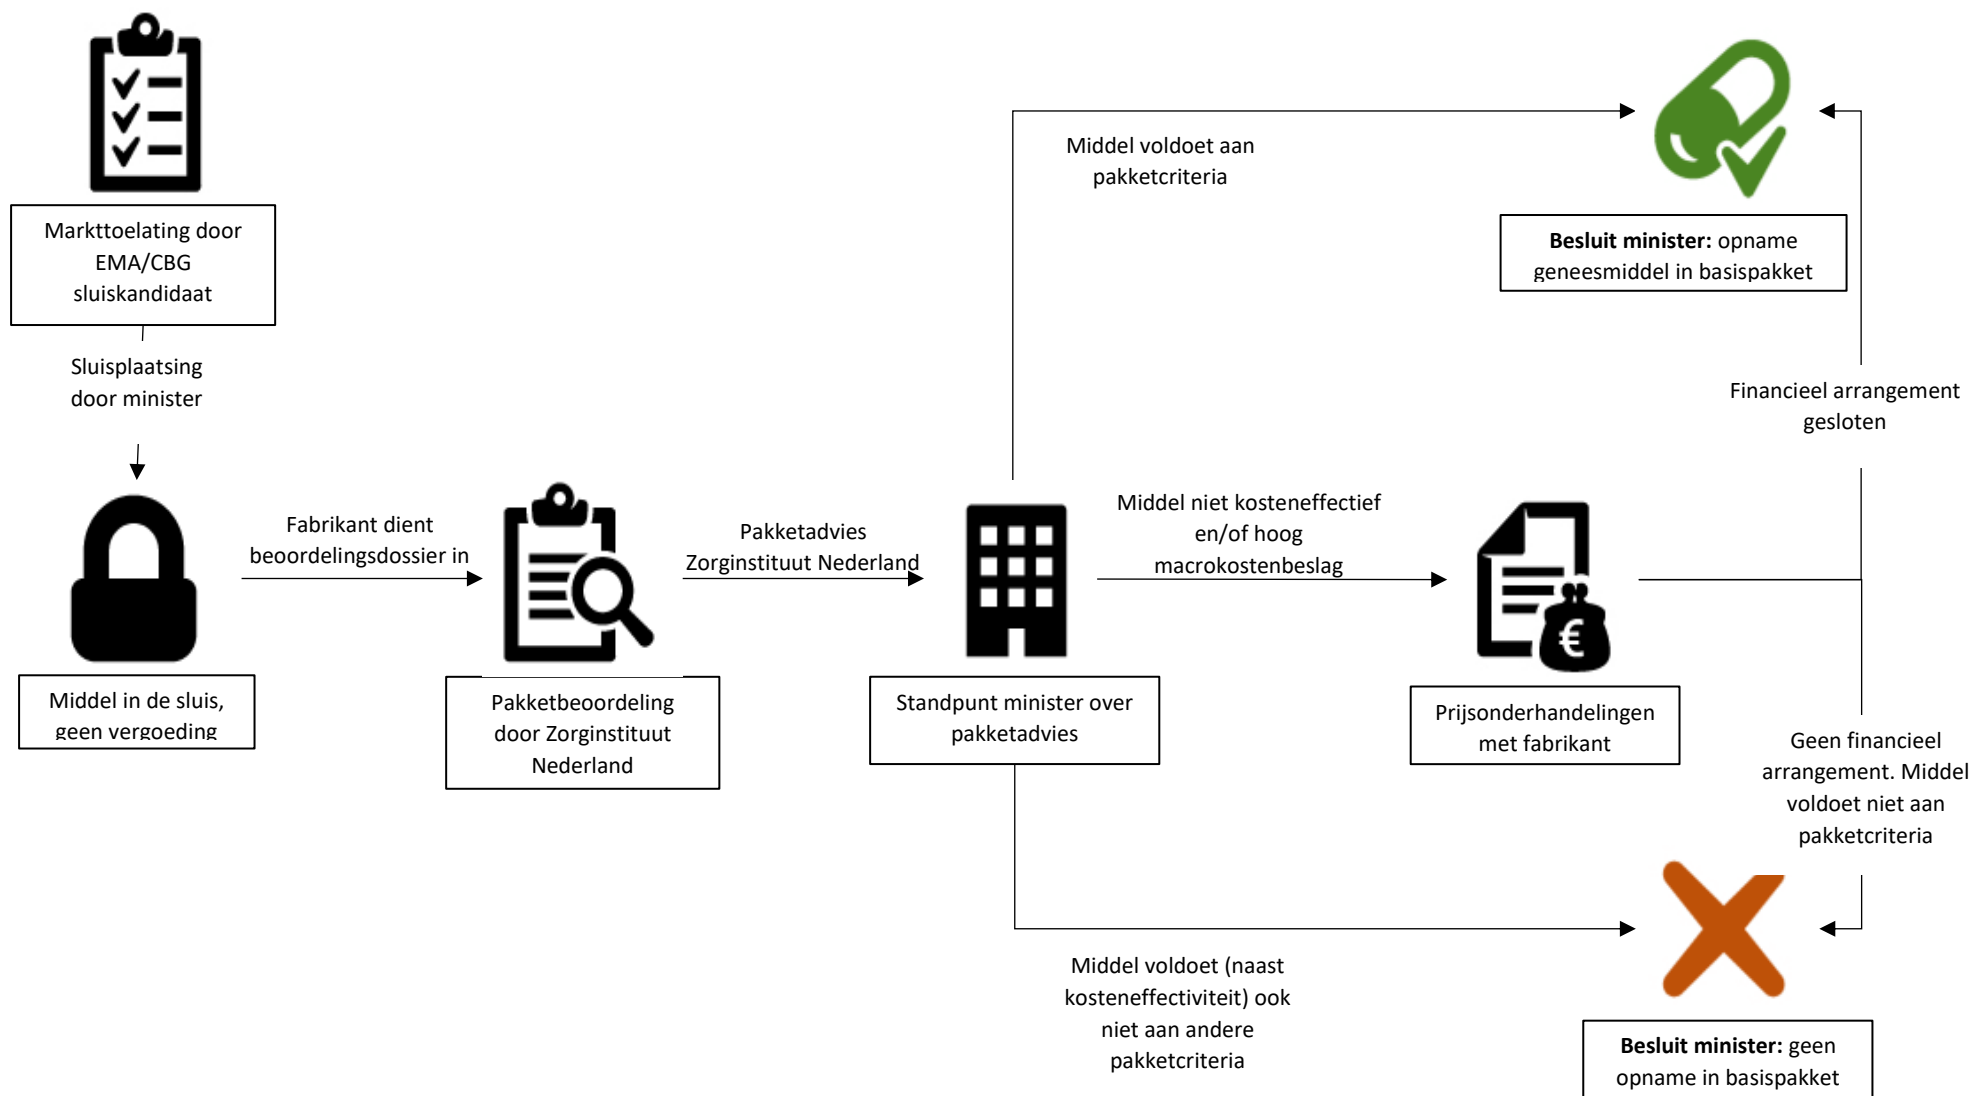 Markttoelating door
EMA/CBG
sluiskandidaat
Sluisplaatsing
door minister
Middel in de sluis,
geen vergoeding
Fabrikant dient
beoordelingsdossier in
Pakketbeoordeling
door Zorginstituut
Nederland
Pakketadvies
Zorginstituut Nederland
Standpunt minister over
pakketadvies
Middel voldoet aan
pakketcriteria
Besluit minister: opname
geneesmiddel in basispakket
Middel niet kosteneffectief
en/of hoog
macrokostenbeslag
€
Prijsonderhandelingen
met fabrikant
Financieel arrangement
gesloten
Geen financieel
arrangement. Middel
voldoet niet aan
pakketcriteria
Middel voldoet (naast
kosteneffectiviteit) ook
niet aan andere
pakketcriteria
Besluit minister: geen
opname in basispakket